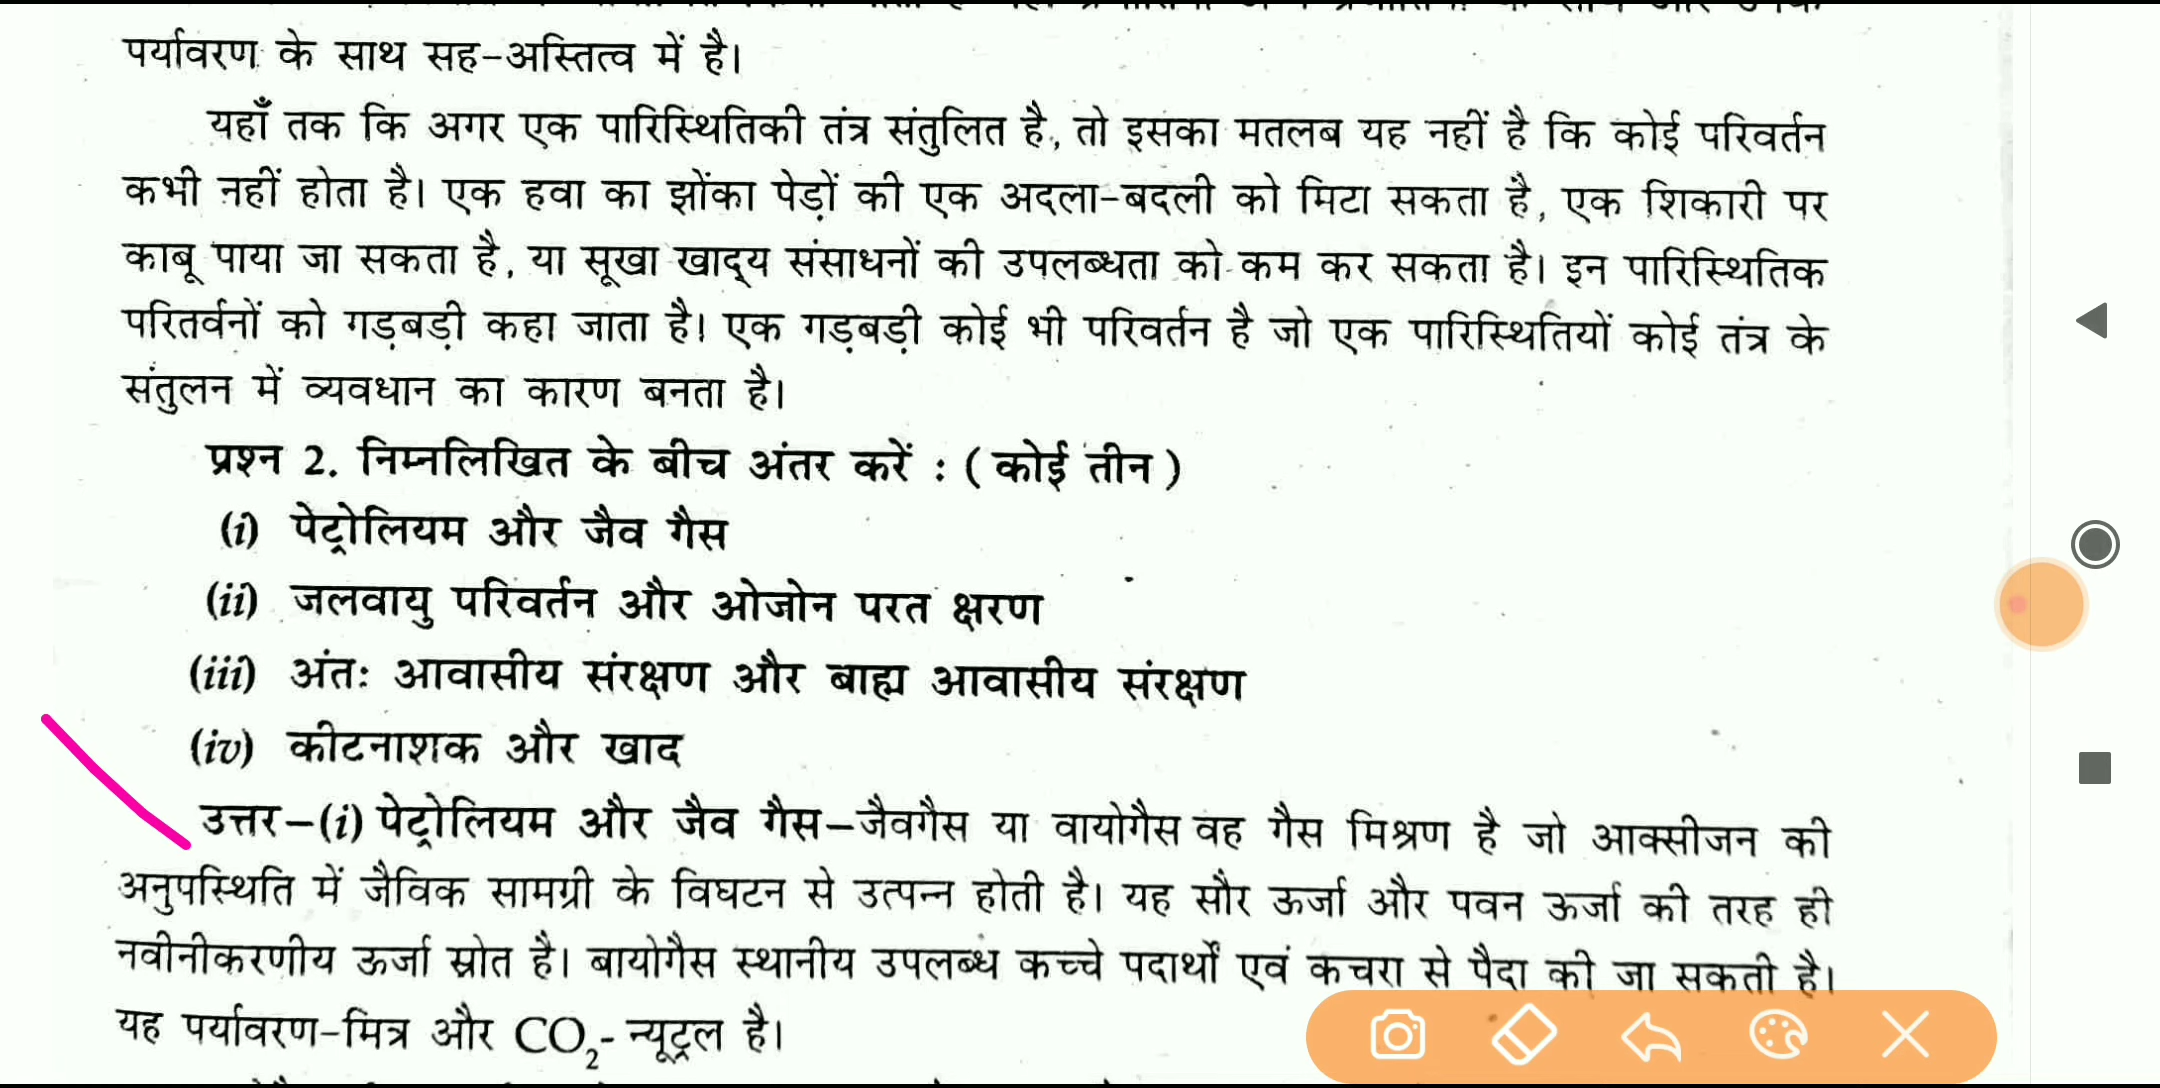 पर्यावरण के साथ सह-अस्तित्व में है।
यहाँ तक कि अगर एक पारिस्थितिकी तंत्र संतुलित है, तो इसका मतलब यह नहीं है कि कोई परिवर्तन
कभी नहीं होता है। एक हवा का झोंका पेड़ों की एक अदला-बदली को मिटा सकता है, एक शिकारी पर
काबू पाया जा सकता है, या सूखा खाद्य संसाधनों की उपलब्धता को कम कर सकता है। इन पारिस्थितिक
परितर्वनों को गड़बड़ी कहा जाता है। एक गड़बड़ी कोई भी परिवर्तन है जो एक पारिस्थितियों कोई तंत्र के
संतुलन में व्यवधान का कारण बनता है।
प्रश्न 2. निम्नलिखित के बीच अंतर करें : ( कोई तीन )
(i) पेट्रोलियम और जैव गैस
(ii) जलवायु परिवर्तन और ओजोन परत क्षरण
(iii) अंतः आवासीय संरक्षण और बाह्य आवासीय संरक्षण
(iv) कीटनाशक और खाद
उत्तर–(i) पेट्रोलियम और जैव गैस–जैवगैस या वायोगैस वह गैस मिश्रण है जो आक्सीजन की
अनुपस्थिति में जैविक सामग्री के विघटन से उत्पन्न होती है। यह सौर ऊर्जा और पवन ऊर्जा की तरह ही
नवीनीकरणीय ऊर्जा स्रोत है। बायोगैस स्थानीय उपलब्ध कच्चे पदार्थों एवं कचरा से पैदा की जा सकती है।
यह पर्यावरण-मित्र और CO₂- न्यूट्रल है।